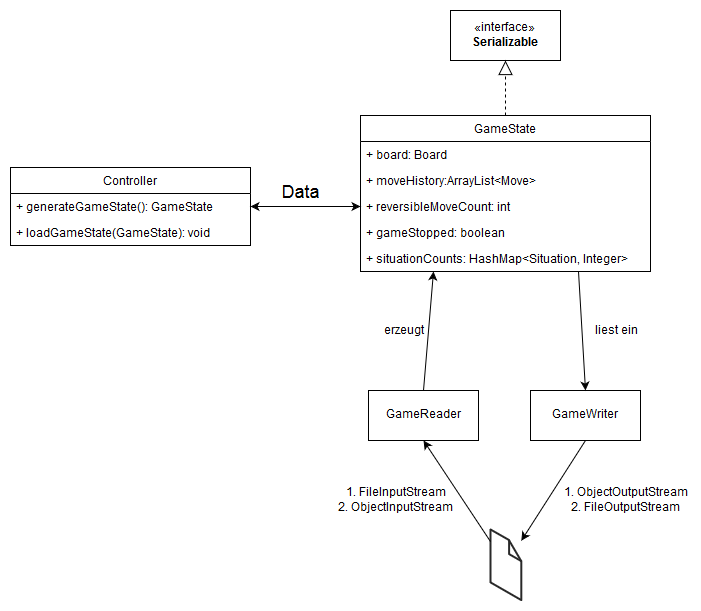 «interface»
Serializable
GameState
+ board: Board
+ moveHistory:ArrayList<Move>
+ reversibleMoveCount: int
+ gameStopped: boolean
+ situationCounts: HashMap<Situation, Integer>
Controller
+ generateGameState(): GameState
+ loadGameState(GameState): void
Data
erzeugt
liest ein
GameReader
GameWriter
1. FileInputStream
2. ObjectInputStream
1. ObjectOutputStream
2. FileOutputStream